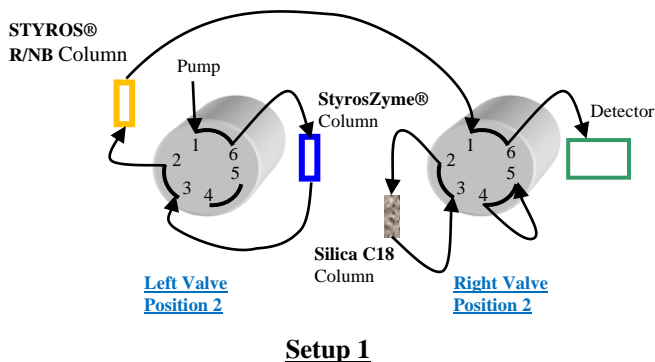 STYROS®
R/NB Column
Pump
StyrosZyme®
Column
Detector
1
2
3
4
5
6
1
2
3
4
5
6
Silica C18
Column
Left Valve
Position 2
Right Valve
Position 2
Setup 1